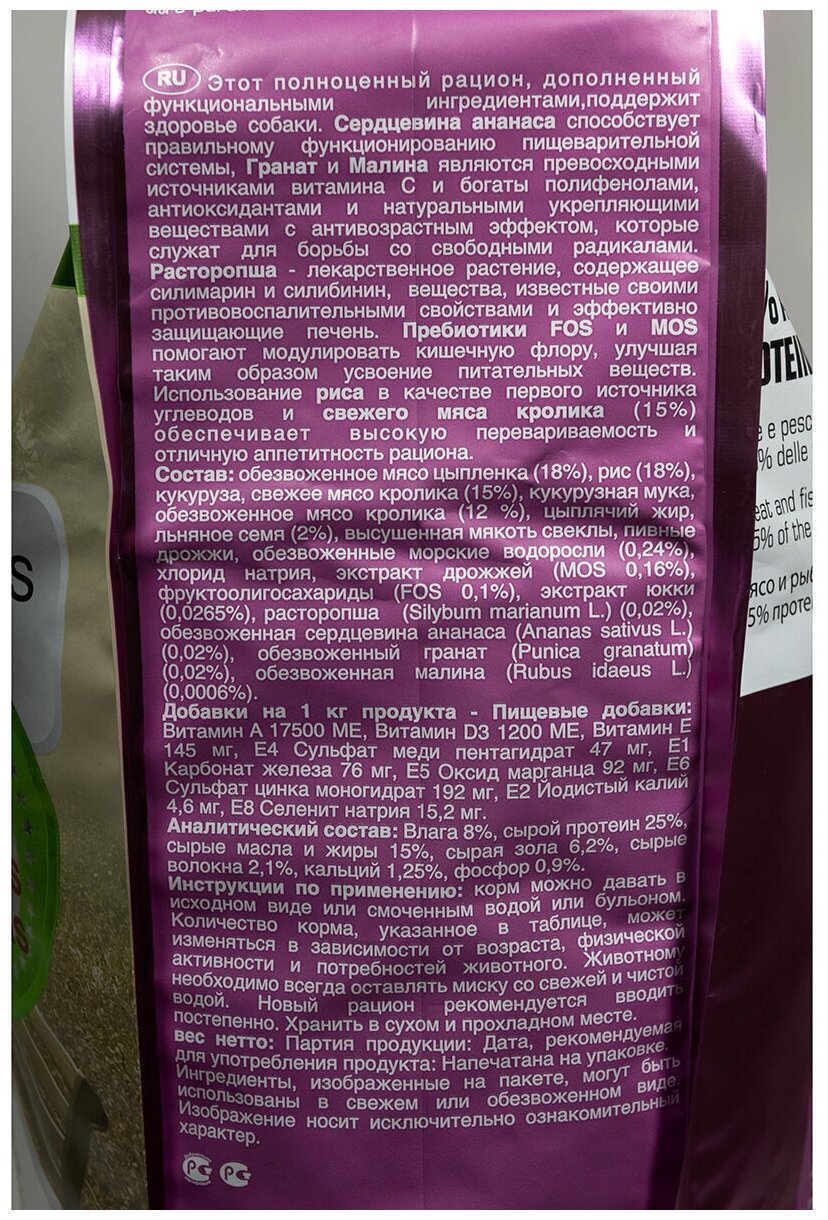 RU Этот полноценный рацион, дополненный
функциональными ингредиентами,поддержит
здоровье собаки. Сердцевина ананаса способствует
правильному функционированию пищеварительной
системы, Гранат и Малина являются превосходными
источниками витамина С и богаты полифенолами,
антиоксидантами и натуральными укрепляющими
веществами с антивозрастным эффектом, которые
служат для борьбы со свободными радикалами.
Расторопша - лекарственное растение, содержащее
силимарин и силибинин, вещества, известные своими
противовоспалительными свойствами и эффективно
защищающие печень. Пребиотики FOS и MOS
помогают модулировать кишечную флору, улучшая
таким образом усвоение питательных веществ.
Использование риса в качестве первого источника
углеводов и свежего мяса кролика (15%)
обеспечивает высокую перевариваемость и
отличную аппетитность рациона.
Состав: обезвоженное мясо цыпленка (18%), рис (18%),
кукуруза, свежее мясо кролика (15%), кукурузная мука,
обезвоженное мясо кролика (12 %), цыплячий жир,
льняное семя (2%), высушенная мякоть свеклы, пивные
дрожжи, обезвоженные морские водоросли (0,24%),
хлорид натрия, экстракт дрожжей (MOS 0,16%),
фруктоолигосахариды (FOS 0,1%), экстракт юкки
(0,0265%), расторопша (Silybum marianum L.) (0,02%),
обезвоженная сердцевина ананаса (Ananas sativus L.)
(0,02%), обезвоженный гранат (Punica granatum)
(0,02%), обезвоженная малина (Rubus idaeus L.)
(0,0006%).
Добавки на 1 кг продукта - Пищевые добавки:
Витамин А 17500 МЕ, Витамин D3 1200 МЕ, Витамин Е
145 мг, Е4 Сульфат меди пентагидрат 47 мг, Е1
Карбонат железа 76 мг, Е5 Оксид марганца 92 мг, Е6
Сульфат цинка моногидрат 192 мг, Е2 Йодистый калий
4,6 мг, Е8 Селенит натрия 15,2 мг.
Аналитический состав: Влага 8%, сырой протеин 25%,
сырые масла и жиры 15%, сырая зола 6,2%, сырые
волокна 2,1%, кальций 1,25%, фосфор 0,9%.
Инструкции по применению: корм можно давать в
исходном виде или смоченным водой или бульоном.
Количество корма, указанное в таблице, может
изменяться в зависимости от возраста, физической
активности и потребностей животного. Животному
необходимо всегда оставлять миску со свежей и чистой
водой. Новый рацион рекомендуется вводить
постепенно. Хранить в сухом и прохладном месте.
вес нетто: Партия продукции: Дата, рекомендуемая
для употребления продукта: Напечатана на упаковке.
Ингредиенты, изображенные на пакете, могут быть
использованы в свежем или обезвоженном виде.
Изображение носит исключительно ознакомительный
характер.
e pesc
% delle
eat and fis
5% of the
ясо и рыб
5% проте
S